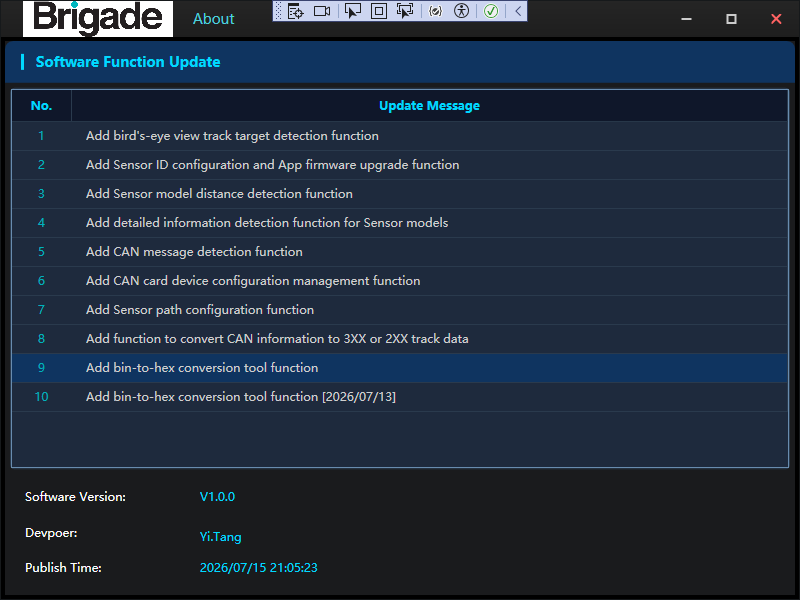 Brigade
About
Software Function Update
No. Update Message
1 Add bird's-eye view track target detection function
2 Add Sensor ID configuration and App firmware upgrade function
3 Add Sensor model distance detection function
4 Add detailed information detection function for Sensor models
5 Add CAN message detection function
6 Add CAN card device configuration management function
7 Add Sensor path configuration function
8 Add function to convert CAN information to 3XX or 2XX track data
9 Add bin-to-hex conversion tool function
10 Add bin-to-hex conversion tool function [2026/07/13]
Software Version: V1.0.0
Devpoer: Yi.Tang
Publish Time: 2026/07/15 21:05:23